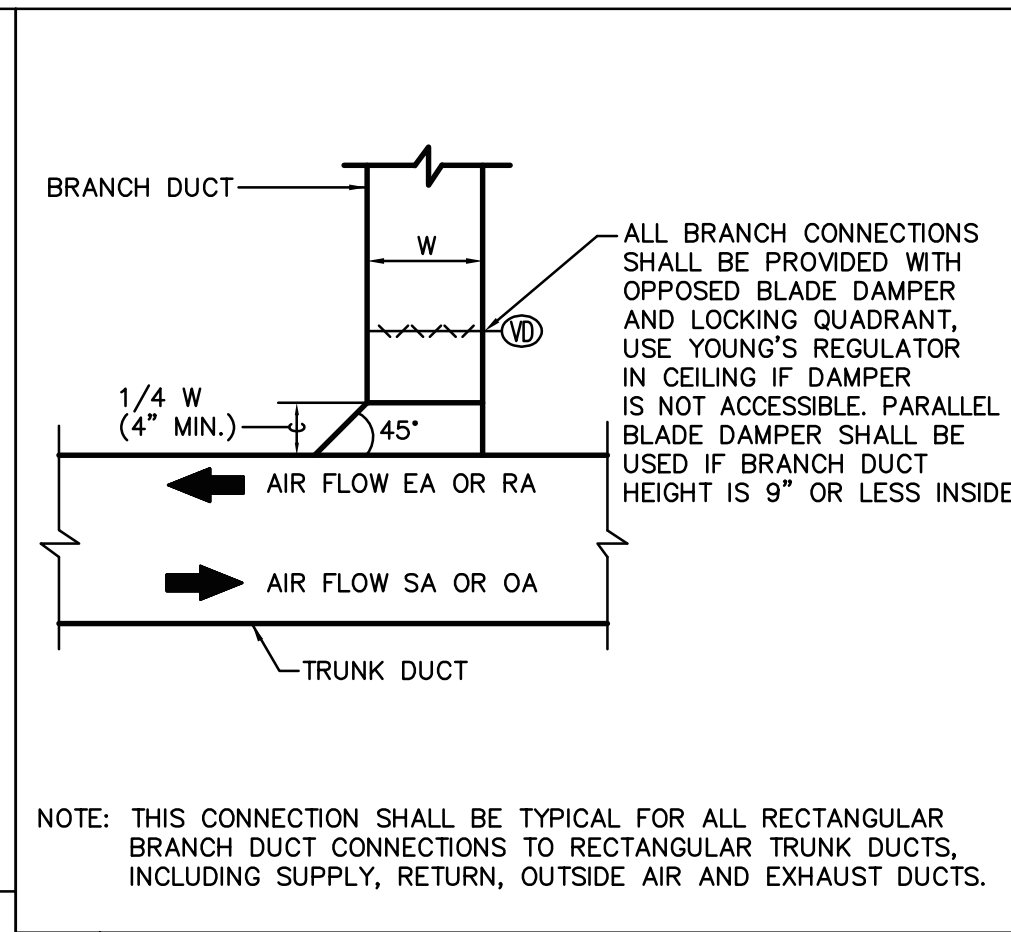 BRANCH DUCT
W
ALL BRANCH CONNECTIONS
SHALL BE PROVIDED WITH
OPPOSED BLADE DAMPER
AND LOCKING QUADRANT,
USE YOUNG'S REGULATOR
IN CEILING IF DAMPER
IS NOT ACCESSIBLE. PARALLEL
BLADE DAMPER SHALL BE
USED IF BRANCH DUCT
HEIGHT IS 9" OR LESS INSIDE
VD
1/4 W
(4" MIN.)
C
45°
AIR FLOW EA OR RA
AIR FLOW SA OR OA
TRUNK DUCT
NOTE: THIS CONNECTION SHALL BE TYPICAL FOR ALL RECTANGULAR
BRANCH DUCT CONNECTIONS TO RECTANGULAR TRUNK DUCTS,
INCLUDING SUPPLY, RETURN, OUTSIDE AIR AND EXHAUST DUCTS.